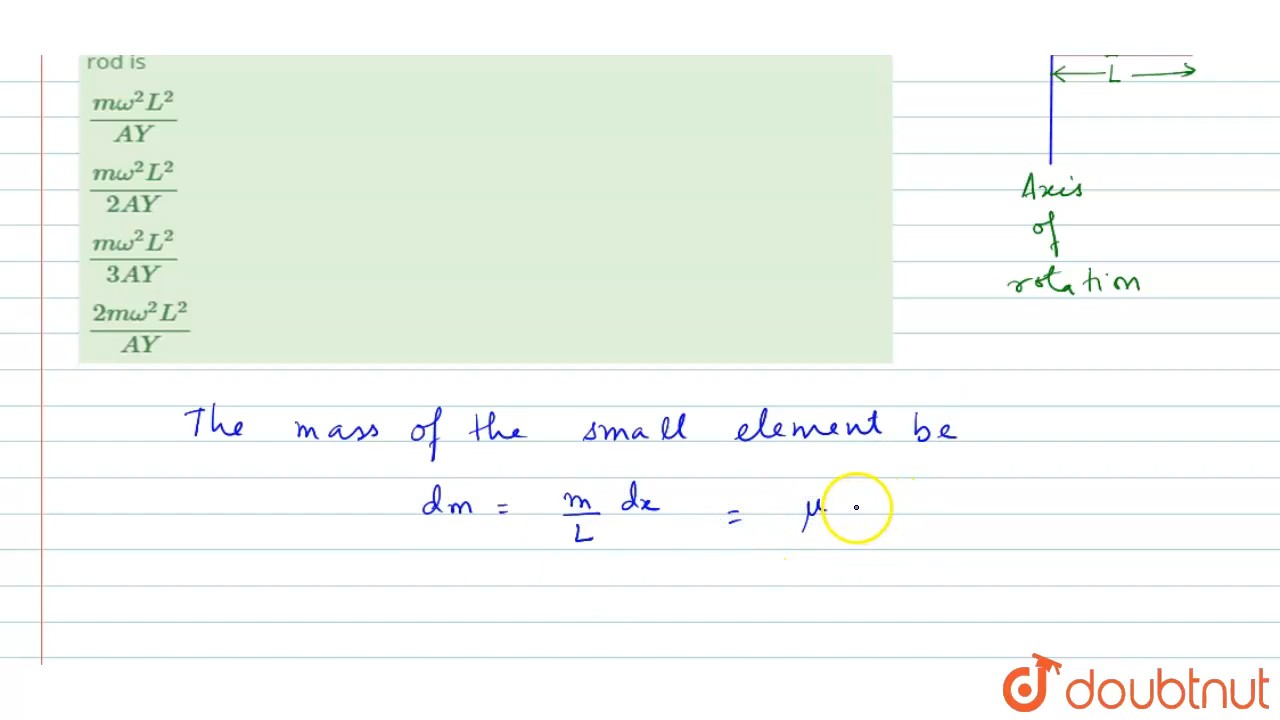 rod is
mω²L²/AY
mω²L²/2AY
mω²L²/3AY
2mω²L²/AY
L
Axis
of
rotation
The mass of the small element be
dm = m/L dx = μ
doubtnut